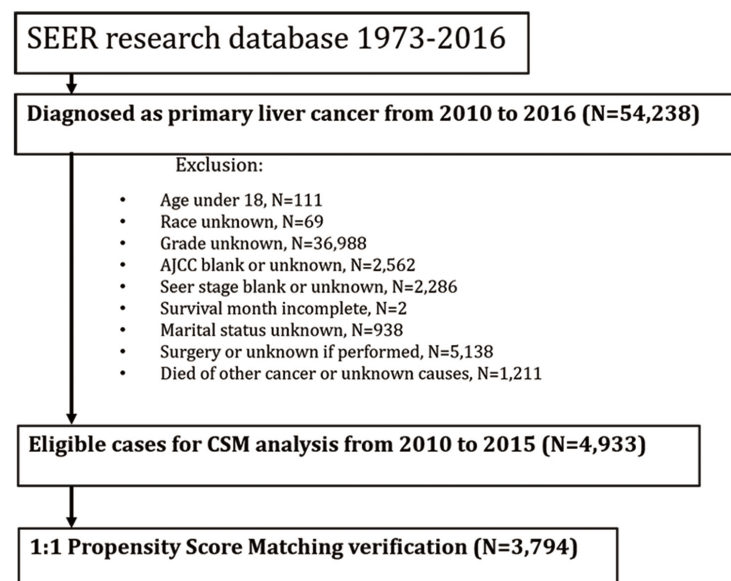 SEER research database 1973-2016
Diagnosed as primary liver cancer from 2010 to 2016 (N=54,238)
Exclusion:
• Age under 18, N=111
• Race unknown, N=69
• Grade unknown, N=36,988
• AJCC blank or unknown, N=2,562
• Seer stage blank or unknown, N=2,286
• Survival month incomplete, N=2
• Marital status unknown, N=938
• Surgery or unknown if performed, N=5,138
• Died of other cancer or unknown causes, N=1,211
Eligible cases for CSM analysis from 2010 to 2015 (N=4,933)
1:1 Propensity Score Matching verification (N=3,794)